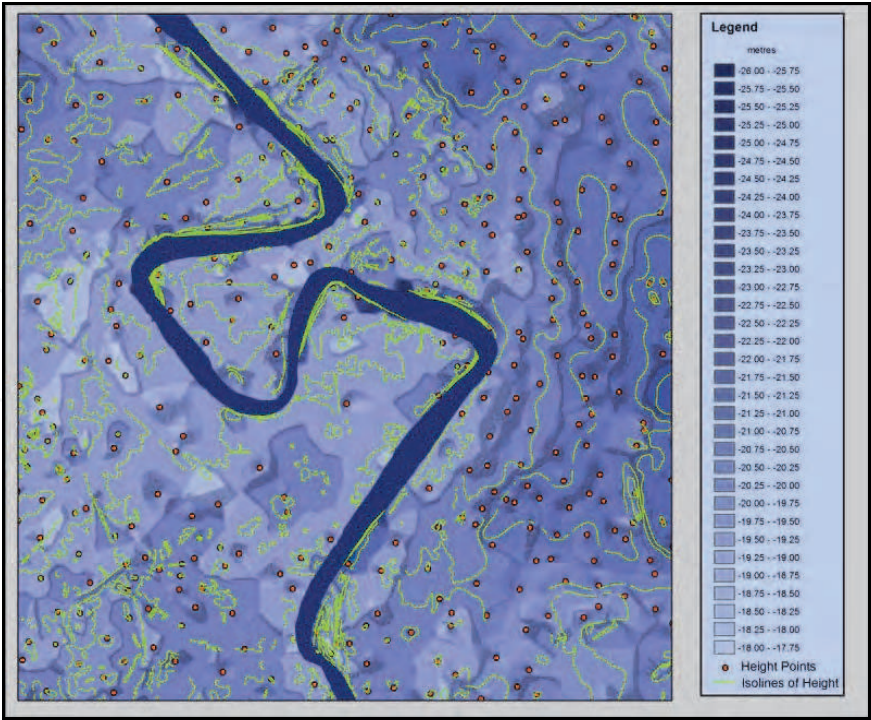 Legend
metres
-26.00 - -25.75
-25.75 - -25.50
-25.50 - -25.25
-25.25 - -25.00
-25.00 - -24.75
-24.75 - -24.50
-24.50 - -24.25
-24.25 - -24.00
-24.00 - -23.75
-23.75 - -23.50
-23.50 - -23.25
-23.25 - -23.00
-23.00 - -22.75
-22.75 - -22.50
-22.50 - -22.25
-22.25 - -22.00
-22.00 - -21.75
-21.75 - -21.50
-21.50 - -21.25
-21.25 - -21.00
-21.00 - -20.75
-20.75 - -20.50
-20.50 - -20.25
-20.25 - -20.00
-20.00 - -19.75
-19.75 - -19.50
-19.50 - -19.25
-19.25 - -19.00
-19.00 - -18.75
-18.75 - -18.50
-18.50 - -18.25
-18.25 - -18.00
-18.00 - -17.75
Height Points
Isolines of Height